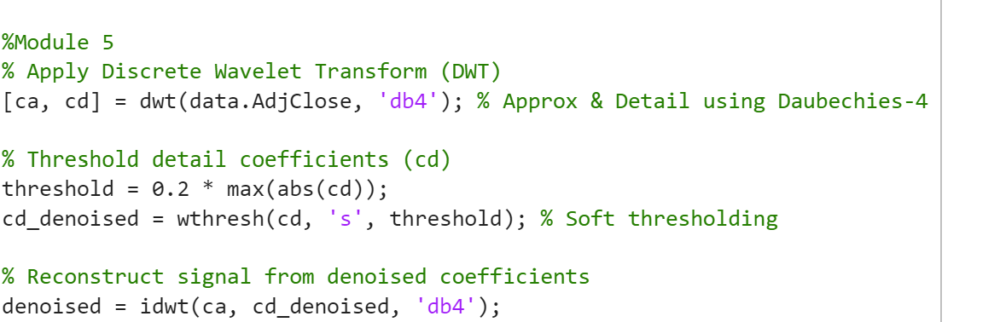 %Module 5
% Apply Discrete Wavelet Transform (DWT)
[ca, cd] = dwt(data.AdjClose, 'db4'); % Approx & Detail using Daubechies-4
% Threshold detail coefficients (cd)
threshold = 0.2 * max(abs(cd));
cd_denoised = wthresh(cd, 's', threshold); % Soft thresholding
% Reconstruct signal from denoised coefficients
denoised = idwt(ca, cd_denoised, 'db4');